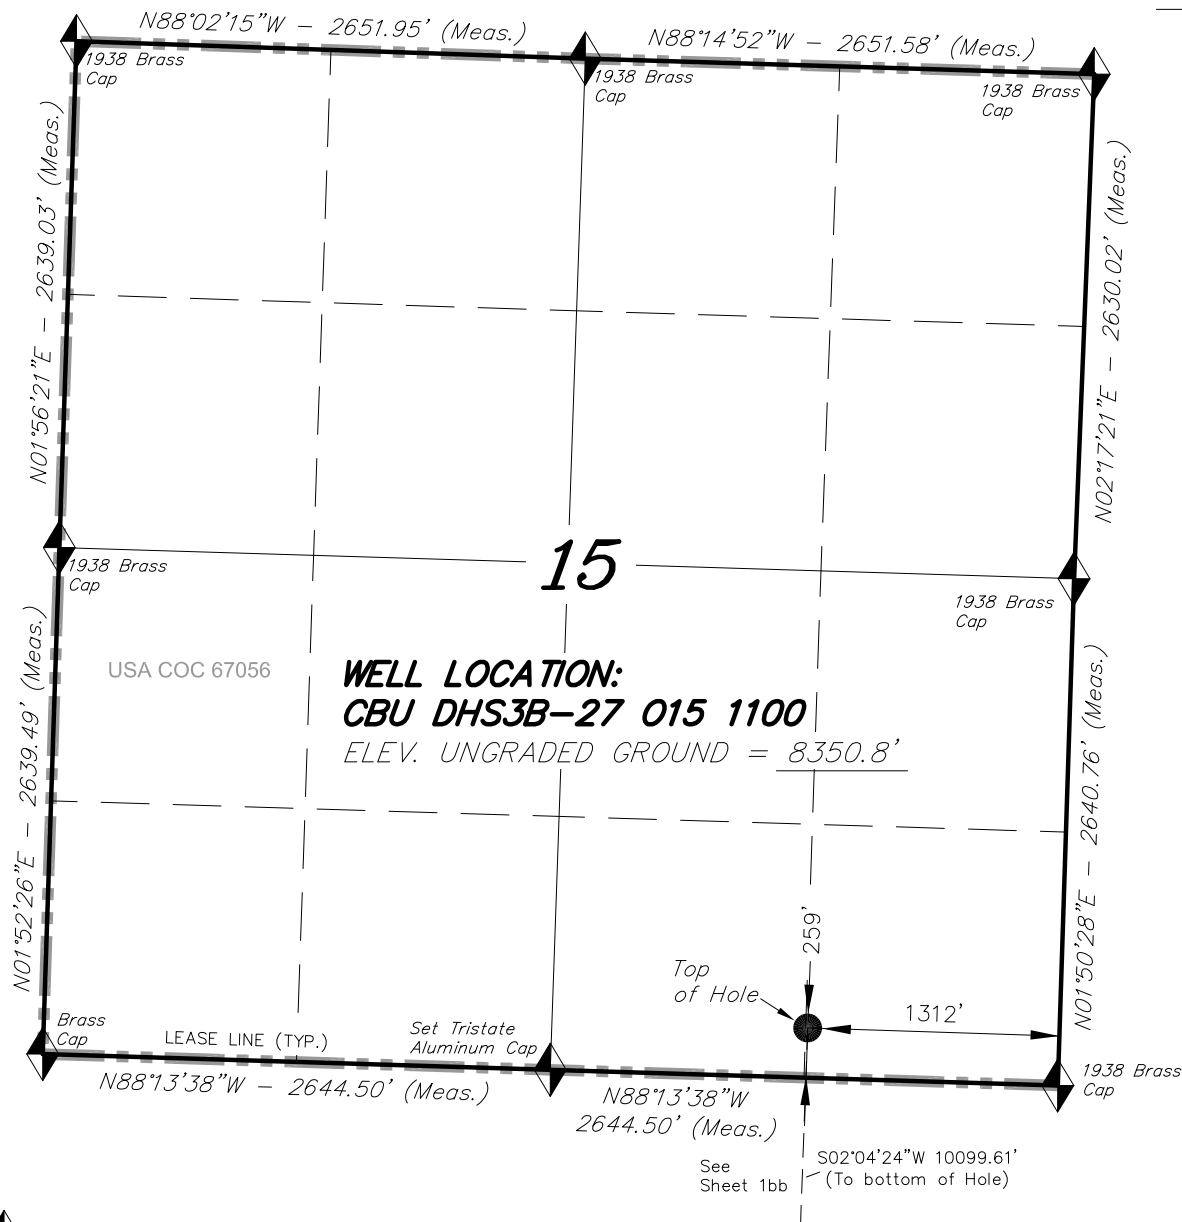 N88°02'15"W - 2651.95' (Meas.)
N88°14'52"W - 2651.58' (Meas.)
1938 Brass
Cap
1938 Brass
Cap
1938 Brass
Cap
N01°56'21"E - 2639.03' (Meas.)
N02°17'21"E - 2630.02' (Meas.)
15
1938 Brass
Cap
1938 Brass
Cap
USA COC 67056
WELL LOCATION:
CBU DHS3B-27 O15 1100
ELEV. UNGRADED GROUND = 8350.8'
N01°52'26"E - 2639.49' (Meas.)
N01°50'28"E - 2640.76' (Meas.)
259'
Top
of Hole
1312'
Brass
Cap
LEASE LINE (TYP.)
Set Tristate
Aluminum Cap
1938 Brass
Cap
N88°13'38"W - 2644.50' (Meas.)
N88°13'38"W
2644.50' (Meas.)
See
Sheet 1bb
S02°04'24"W 10099.61'
(To bottom of Hole)